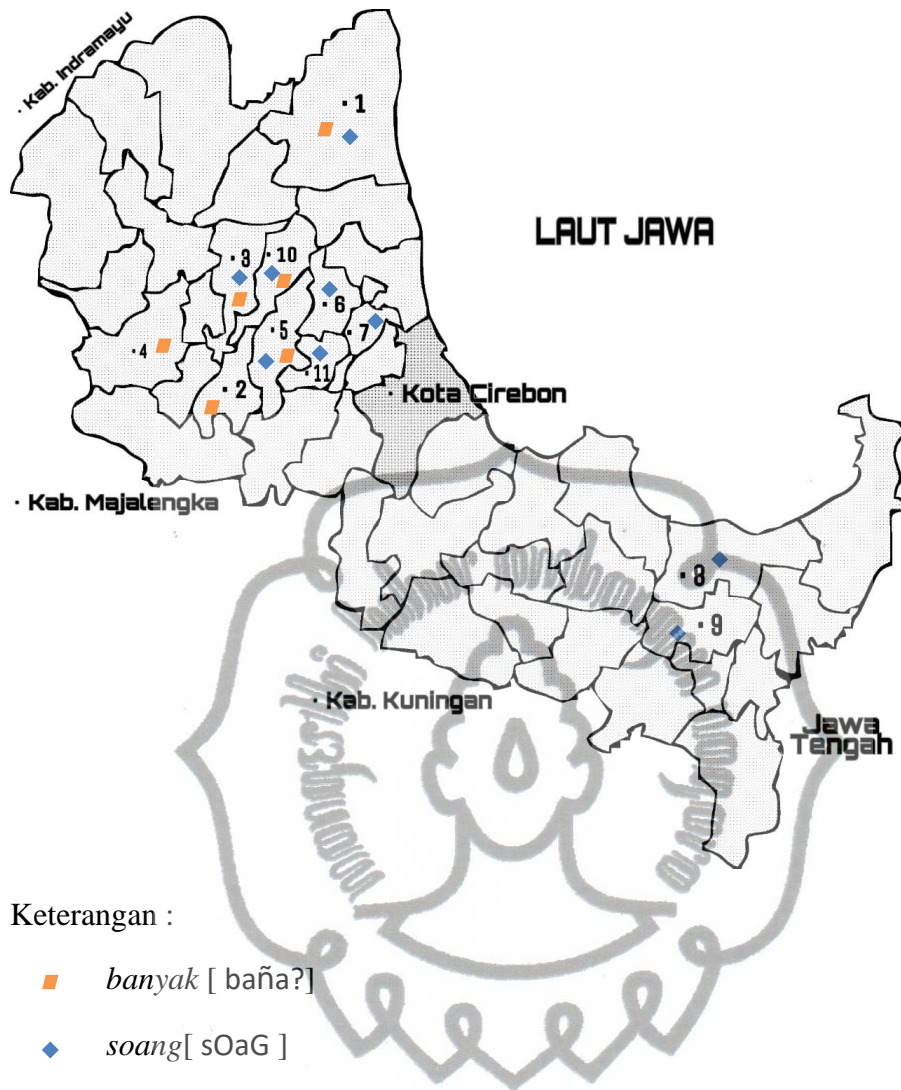 · Kab. Indramayu
· 1
LAUT JAWA
· 3
· 10
· 6
· 5
· 7
· 4
· 11
· 2
· Kota Cirebon
· Kab. Majalengka
· 8
· 9
· Kab. Kuningan
Jawa
Tengah
Keterangan :
banyak [ baña?]
soang[ sOaG ]